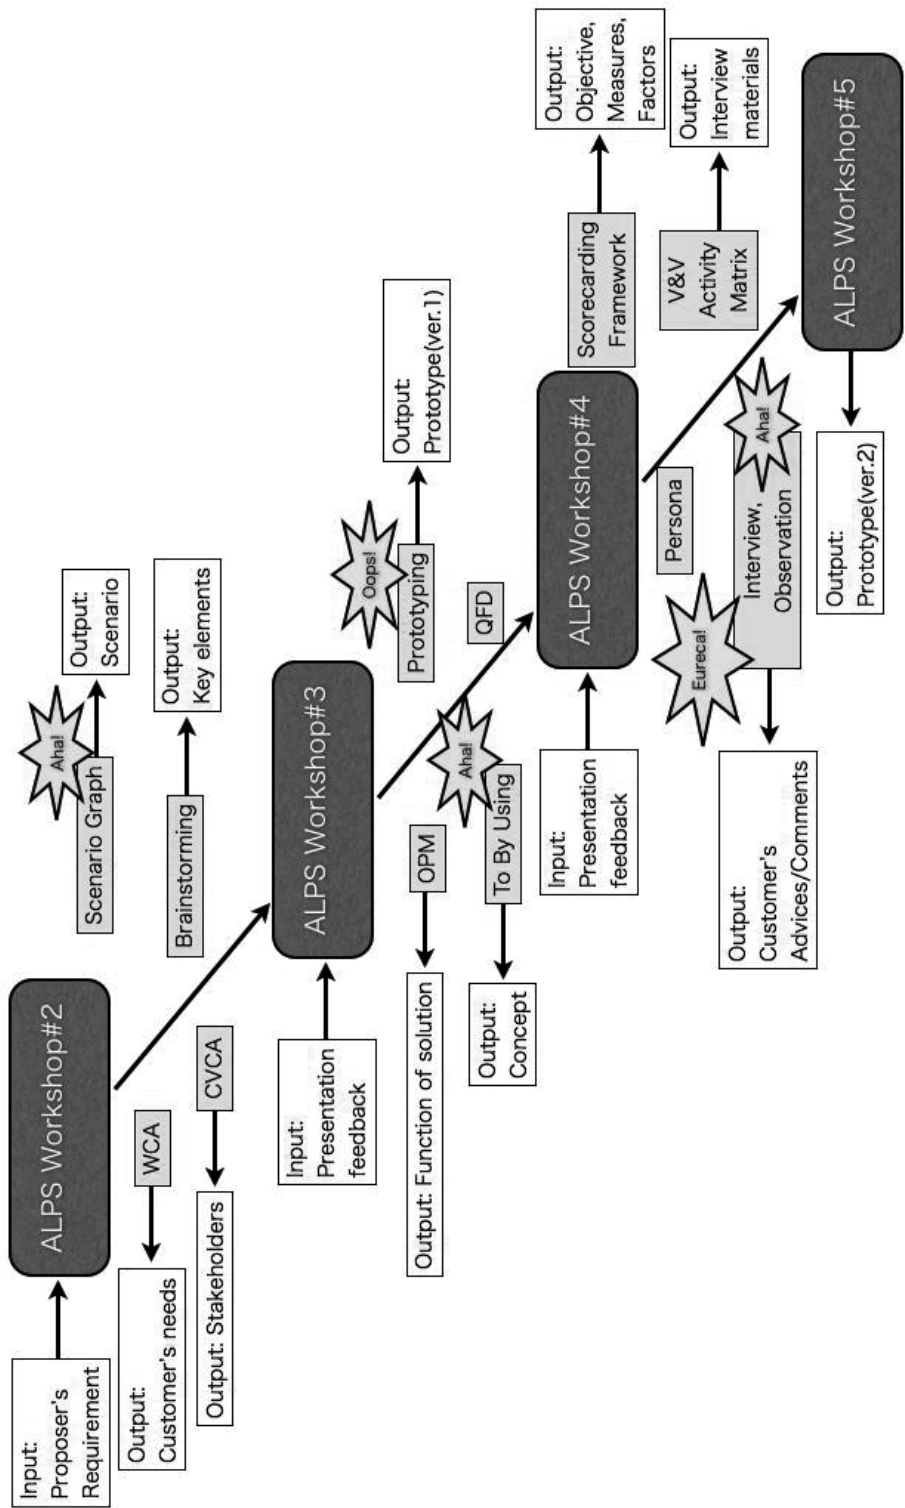 Input:
Proposer's
Requirement
ALPS Workshop#2
Output:
Customer's needs
WCA
Output: Stakeholders
CVCA
Scenario Graph
Aha!
Output:
Scenario
Brainstorming
Output:
Key elements
Input:
Presentation
feedback
ALPS Workshop#3
Output: Function of solution
OPM
Output:
Concept
To By Using
Aha!
Prototyping
Oops!
Output:
Prototype(ver.1)
QFD
Input:
Presentation
feedback
ALPS Workshop#4
Scorecarding
Framework
Output:
Objective,
Measures,
Factors
V&V
Activity
Matrix
Output:
Interview
materials
Persona
Output:
Customer's
Advices/Comments
Eureca!
Interview,
Observation
Aha!
ALPS Workshop#5
Output:
Prototype(ver.2)